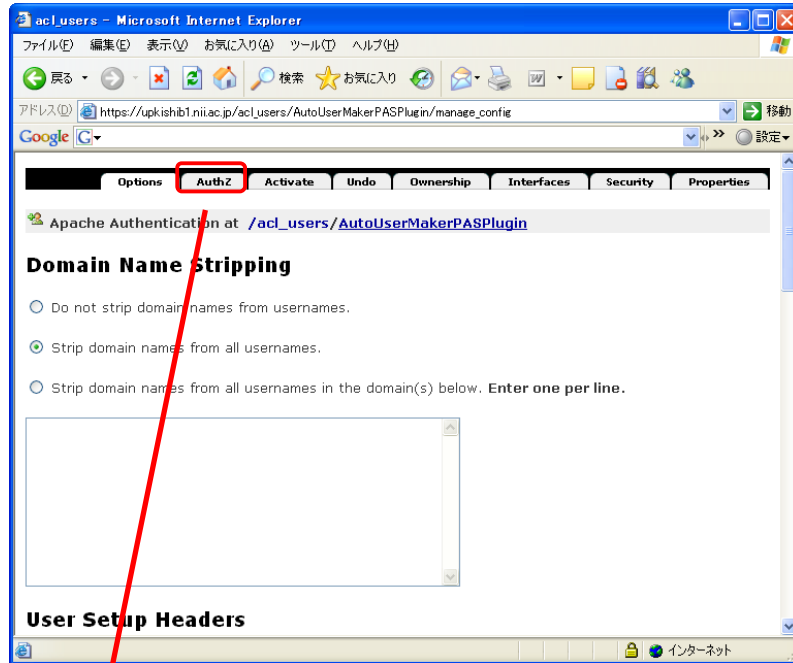 acl_users - Microsoft Internet Explorer
ファイル(F) 編集(E) 表示(V) お気に入り(A) ツール(T) ヘルプ(H)
戻る 検索 お気に入り
アドレス(D) https://upkishib1.nii.ac.jp/acl_users/AutoUserMakerPASPlugin/manage_config 移動
Google G 設定
Options AuthZ Activate Undo Ownership Interfaces Security Properties
Apache Authentication at /acl_users/AutoUserMakerPASPlugin
Domain Name Stripping
Do not strip domain names from usernames.
Strip domain names from all usernames.
Strip domain names from all usernames in the domain(s) below. Enter one per line.
User Setup Headers
インターネット